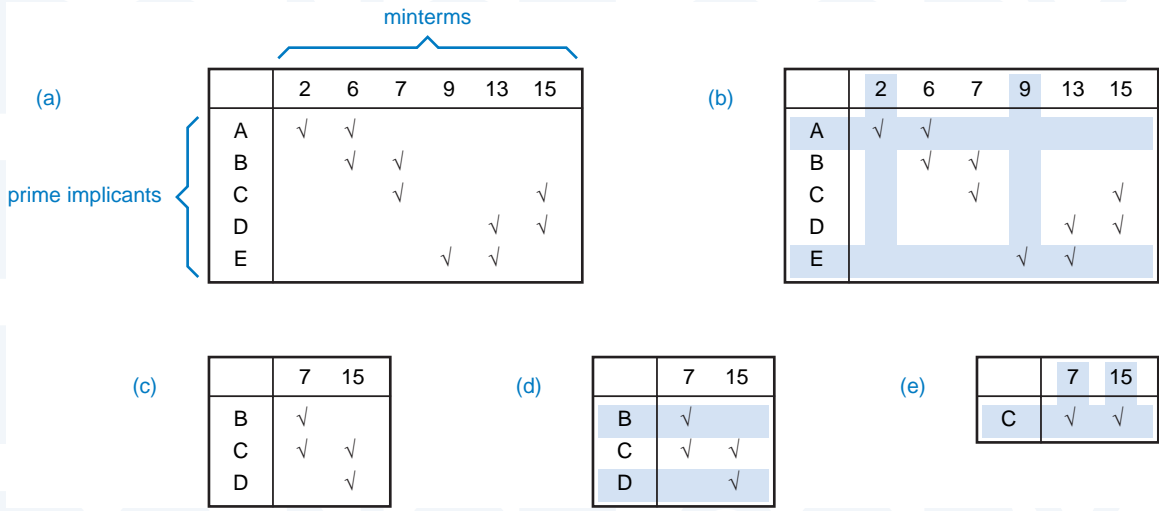 minterms
(a)
2 6 7 9 13 15
prime implicants
A √ √
B √ √
C √ √
D √ √
E √ √
(b)
2 6 7 9 13 15
A √ √
B √ √
C √ √
D √ √
E √ √
(c)
7 15
B √
C √ √
D √
(d)
7 15
B √
C √ √
D √
(e)
7 15
C √ √